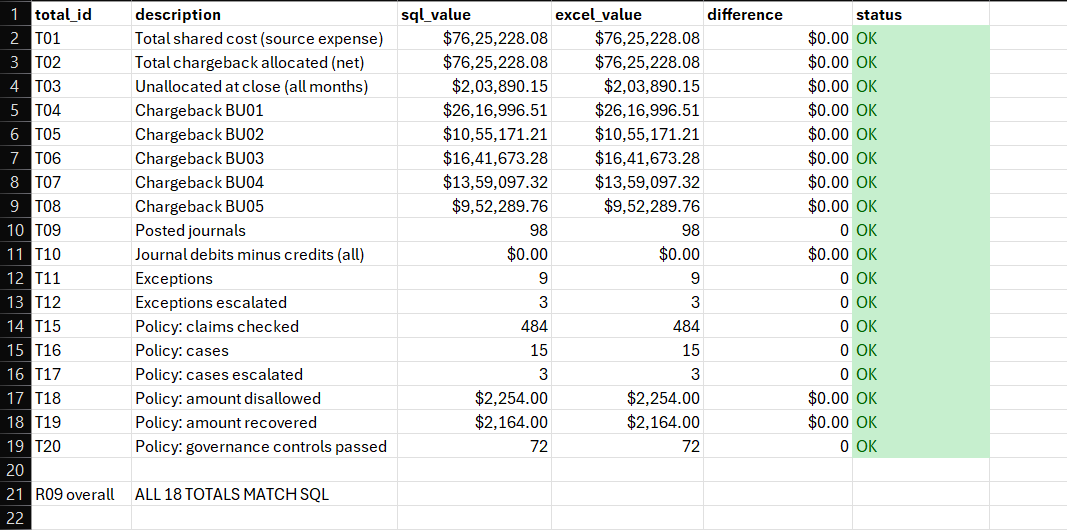 1 total_id description sql_value excel_value difference status
2 T01 Total shared cost (source expense) $76,25,228.08 $76,25,228.08 $0.00 OK
3 T02 Total chargeback allocated (net) $76,25,228.08 $76,25,228.08 $0.00 OK
4 T03 Unallocated at close (all months) $2,03,890.15 $2,03,890.15 $0.00 OK
5 T04 Chargeback BU01 $26,16,996.51 $26,16,996.51 $0.00 OK
6 T05 Chargeback BU02 $10,55,171.21 $10,55,171.21 $0.00 OK
7 T06 Chargeback BU03 $16,41,673.28 $16,41,673.28 $0.00 OK
8 T07 Chargeback BU04 $13,59,097.32 $13,59,097.32 $0.00 OK
9 T08 Chargeback BU05 $9,52,289.76 $9,52,289.76 $0.00 OK
10 T09 Posted journals 98 98 0 OK
11 T10 Journal debits minus credits (all) $0.00 $0.00 $0.00 OK
12 T11 Exceptions 9 9 0 OK
13 T12 Exceptions escalated 3 3 0 OK
14 T15 Policy: claims checked 484 484 0 OK
15 T16 Policy: cases 15 15 0 OK
16 T17 Policy: cases escalated 3 3 0 OK
17 T18 Policy: amount disallowed $2,254.00 $2,254.00 $0.00 OK
18 T19 Policy: amount recovered $2,164.00 $2,164.00 $0.00 OK
19 T20 Policy: governance controls passed 72 72 0 OK
20
21 R09 overall ALL 18 TOTALS MATCH SQL
22